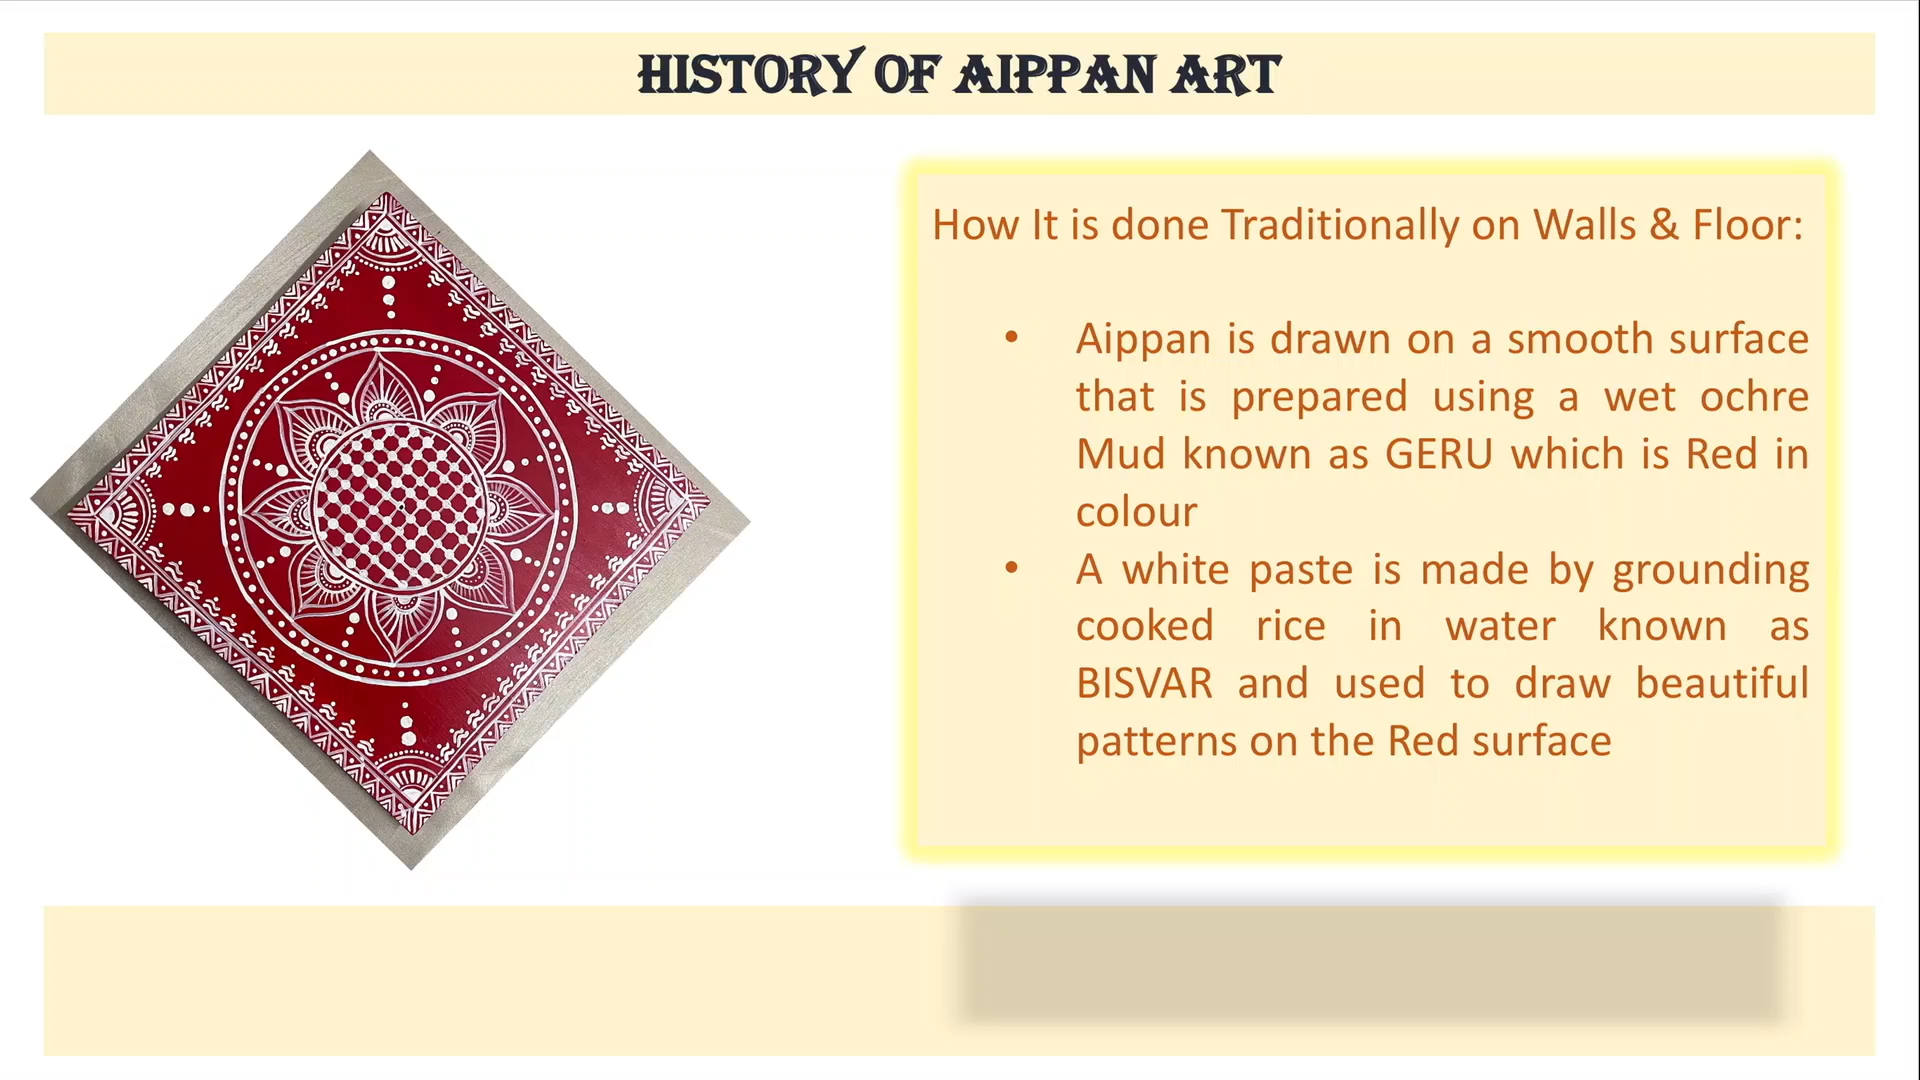 HISTORY OF AIPPAN ART
How It is done Traditionally on Walls & Floor:
• Aippan is drawn on a smooth surface
that is prepared using a wet ochre
Mud known as GERU which is Red in
colour
• A white paste is made by grounding
cooked rice in water known as
BISVAR and used to draw beautiful
patterns on the Red surface